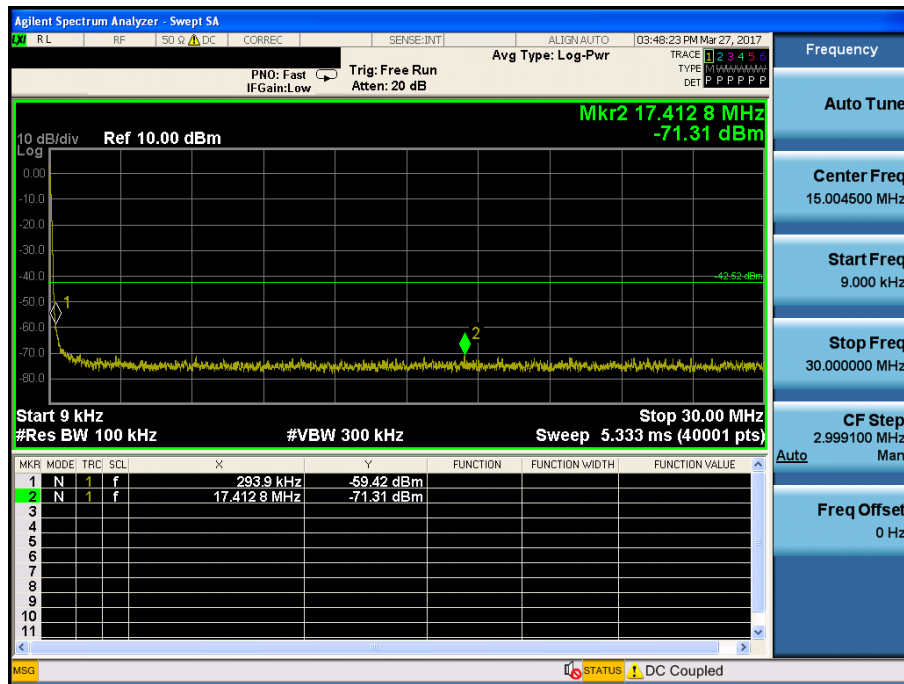 Agilent Spectrum Analyzer - Swept SA
LXI RL RF 50 Ω DC CORREC SENSE:INT ALIGN AUTO 03:48:23 PM Mar 27, 2017
Avg Type: Log-Pwr
TRACE 1 2 3 4 5 6
PNO: Fast Trig: Free Run
TYPE MWWWWW
IFGain:Low Atten: 20 dB
DET P P P P P P
Mkr2 17.412 8 MHz
-71.31 dBm
10 dB/div Ref 10.00 dBm
Log
0.00
-10.0
-20.0
-30.0
-40.0
-42.52 dBm
-50.0
1
-60.0
2
-70.0
-80.0
Start 9 kHz Stop 30.00 MHz
#Res BW 100 kHz #VBW 300 kHz Sweep 5.333 ms (40001 pts)
MKR MODE TRC SCL X Y FUNCTION FUNCTION WIDTH FUNCTION VALUE
1 N 1 f 293.9 kHz -59.42 dBm
2 N 1 f 17.412 8 MHz -71.31 dBm
3
4
5
6
7
8
9
10
11
MSG STATUS DC Coupled
Frequency
Auto Tune
Center Freq
15.004500 MHz
Start Freq
9.000 kHz
Stop Freq
30.000000 MHz
CF Step
2.999100 MHz
Auto Man
Freq Offset
0 Hz